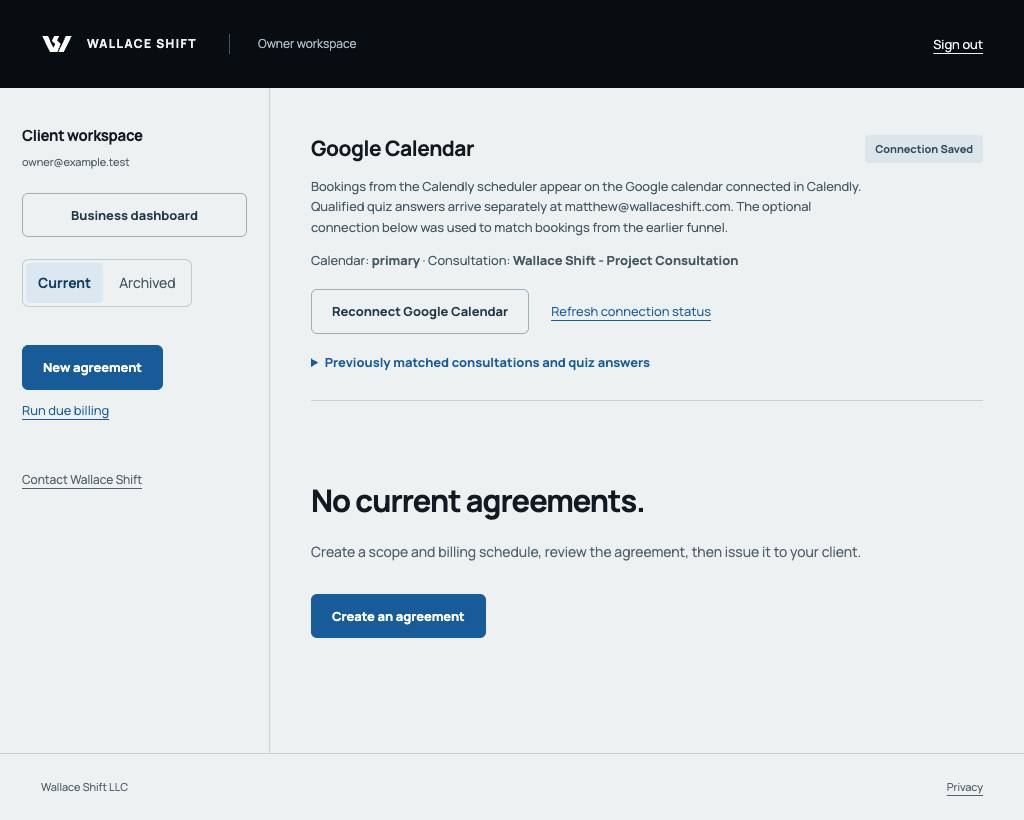 WALLACE SHIFT
Owner workspace
Sign out
Client workspace
owner@example.test
Business dashboard
Current
Archived
New agreement
Run due billing
Contact Wallace Shift
Google Calendar
Connection Saved
Bookings from the Calendly scheduler appear on the Google calendar connected in Calendly.
Qualified quiz answers arrive separately at matthew@wallaceshift.com. The optional
connection below was used to match bookings from the earlier funnel.
Calendar: primary · Consultation: Wallace Shift - Project Consultation
Reconnect Google Calendar
Refresh connection status
Previously matched consultations and quiz answers
No current agreements.
Create a scope and billing schedule, review the agreement, then issue it to your client.
Create an agreement
Wallace Shift LLC
Privacy